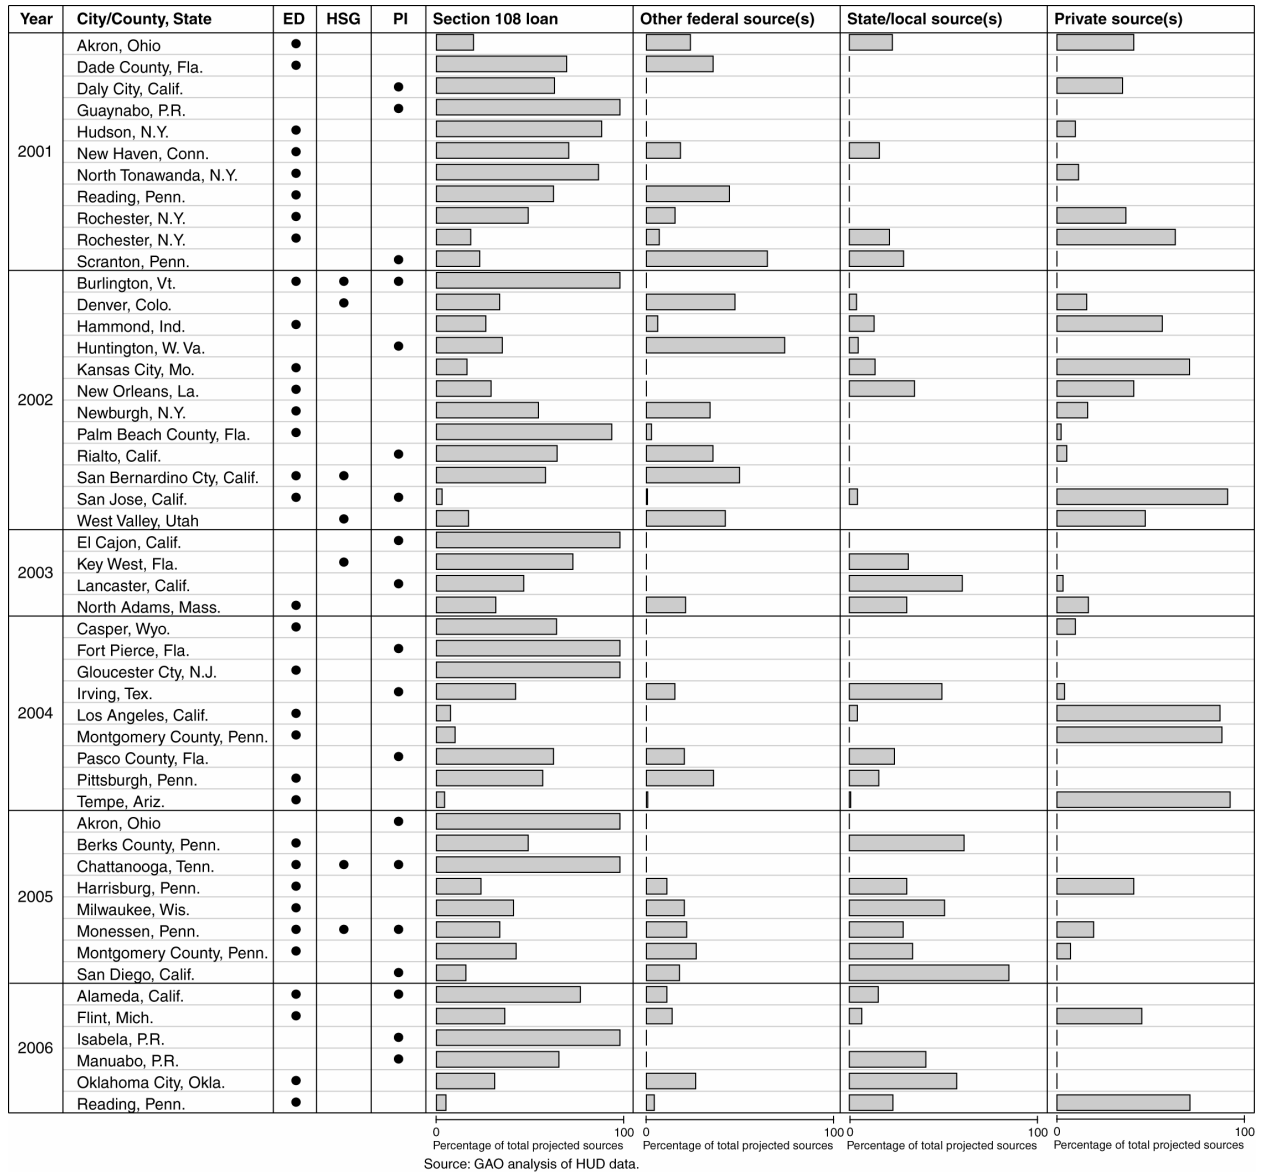 Year City/County, State ED HSG PI Section 108 loan Other federal source(s) State/local source(s) Private source(s)
2001
Akron, Ohio
Dade County, Fla.
Daly City, Calif.
Guaynabo, P.R.
Hudson, N.Y.
New Haven, Conn.
North Tonawanda, N.Y.
Reading, Penn.
Rochester, N.Y.
Rochester, N.Y.
Scranton, Penn.
2002
Burlington, Vt.
Denver, Colo.
Hammond, Ind.
Huntington, W. Va.
Kansas City, Mo.
New Orleans, La.
Newburgh, N.Y.
Palm Beach County, Fla.
Rialto, Calif.
San Bernardino Cty, Calif.
San Jose, Calif.
West Valley, Utah
2003
El Cajon, Calif.
Key West, Fla.
Lancaster, Calif.
North Adams, Mass.
2004
Casper, Wyo.
Fort Pierce, Fla.
Gloucester Cty, N.J.
Irving, Tex.
Los Angeles, Calif.
Montgomery County, Penn.
Pasco County, Fla.
Pittsburgh, Penn.
Tempe, Ariz.
2005
Akron, Ohio
Berks County, Penn.
Chattanooga, Tenn.
Harrisburg, Penn.
Milwaukee, Wis.
Monessen, Penn.
Montgomery County, Penn.
San Diego, Calif.
2006
Alameda, Calif.
Flint, Mich.
Isabela, P.R.
Manuabo, P.R.
Oklahoma City, Okla.
Reading, Penn.
0 100 0 100 0 100 0 100
Percentage of total projected sources Percentage of total projected sources Percentage of total projected sources Percentage of total projected sources
Source: GAO analysis of HUD data.